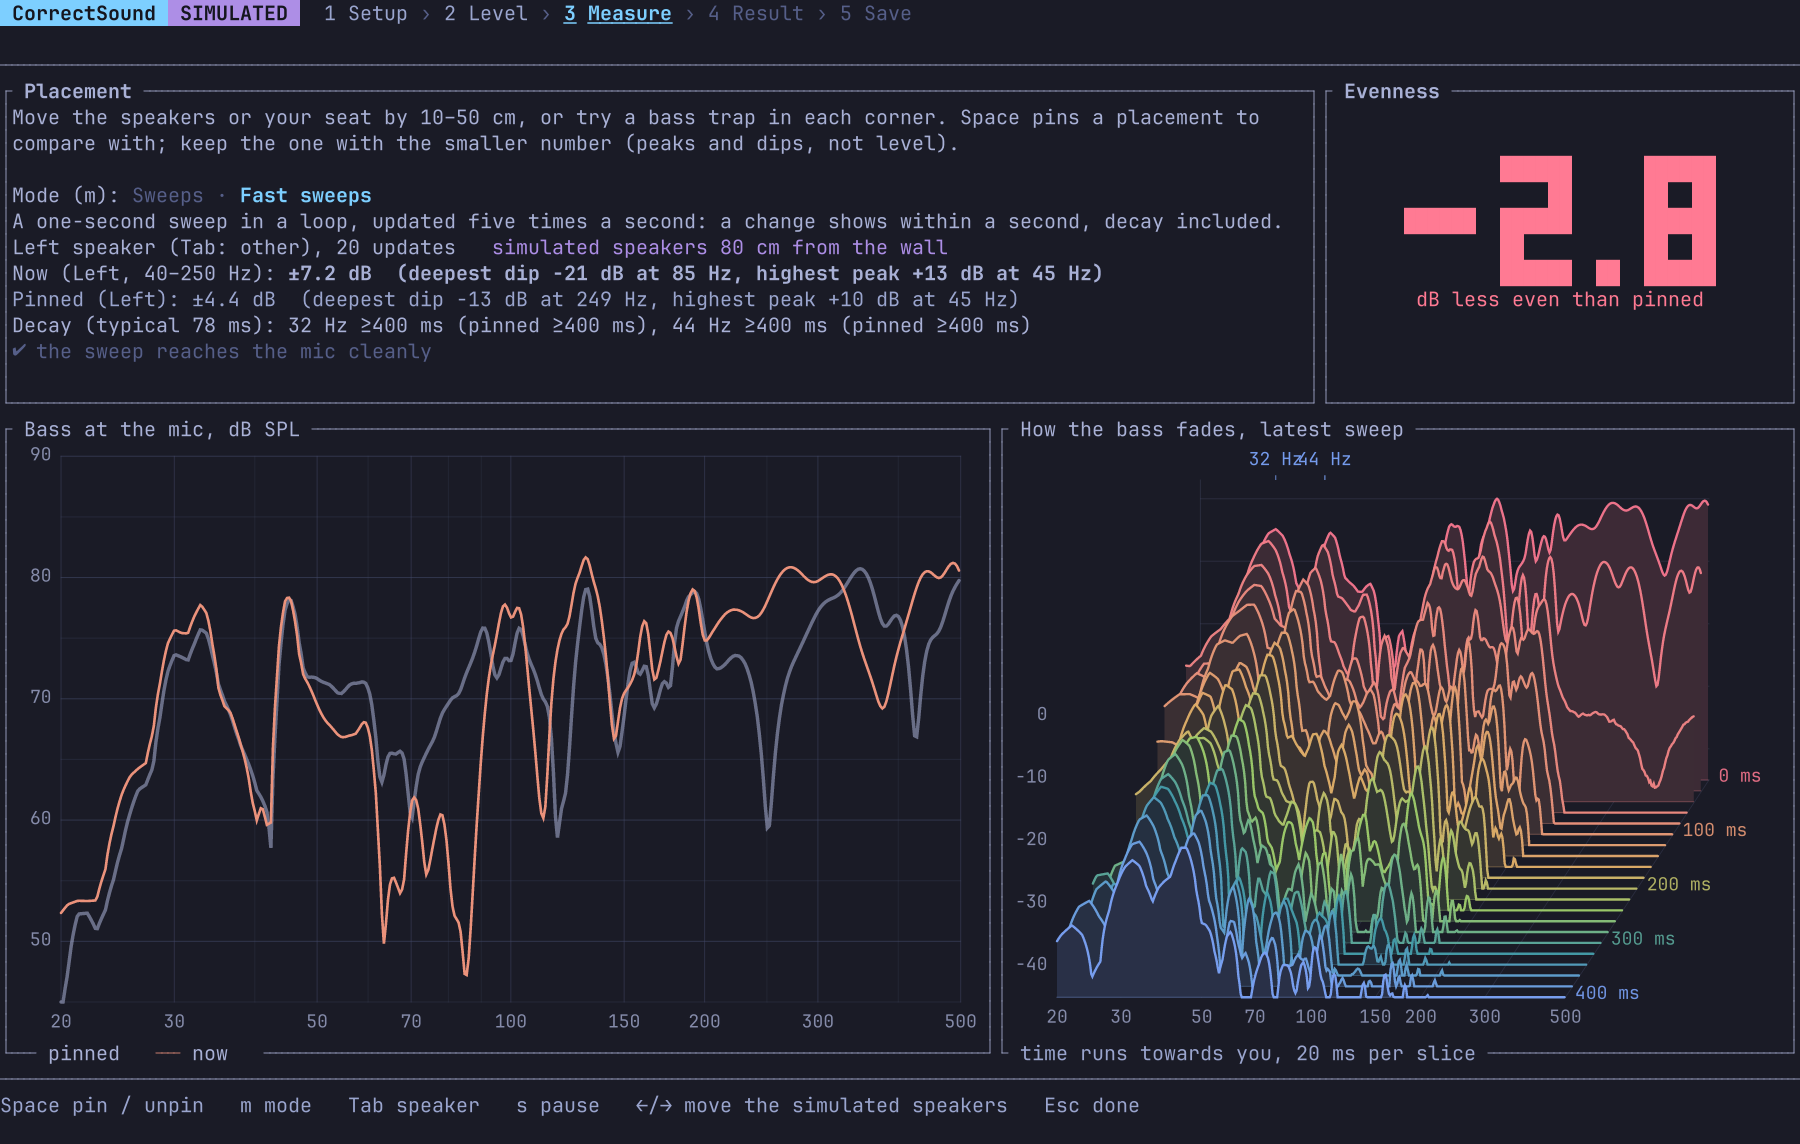 CorrectSound SIMULATED 1 Setup › 2 Level › 3 Measure › 4 Result › 5 Save
Placement
Move the speakers or your seat by 10–50 cm, or try a bass trap in each corner. Space pins a placement to
compare with; keep the one with the smaller number (peaks and dips, not level).
Mode (m): Sweeps · Fast sweeps
A one-second sweep in a loop, updated five times a second: a change shows within a second, decay included.
Left speaker (Tab: other), 20 updates simulated speakers 80 cm from the wall
Now (Left, 40–250 Hz): ±7.2 dB (deepest dip -21 dB at 85 Hz, highest peak +13 dB at 45 Hz)
Pinned (Left): ±4.4 dB (deepest dip -13 dB at 249 Hz, highest peak +10 dB at 45 Hz)
Decay (typical 78 ms): 32 Hz ≥400 ms (pinned ≥400 ms), 44 Hz ≥400 ms (pinned ≥400 ms)
✔ the sweep reaches the mic cleanly
Evenness
-2.8
dB less even than pinned
Bass at the mic, dB SPL
90
80
70
60
50
20 30 50 70 100 150 200 300 500
pinned now
How the bass fades, latest sweep
32 Hz 44 Hz
0
-10
-20
-30
-40
0 ms
100 ms
200 ms
300 ms
400 ms
20 30 50 70 100 150 200 300 500
time runs towards you, 20 ms per slice
Space pin / unpin m mode Tab speaker s pause ←/→ move the simulated speakers Esc done